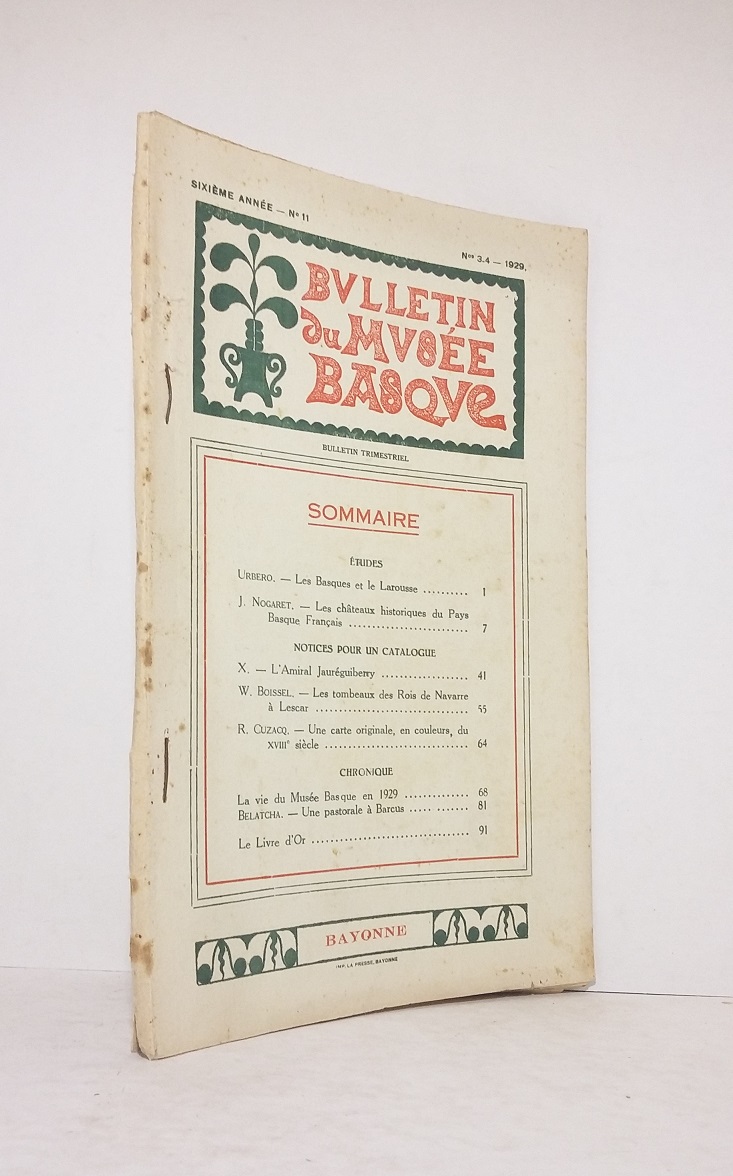 SIXIÈME ANNÉE — Nº 11
Nºs 3.4 — 1929.
BVLLETIN
du MVSÉE
BASQVE
BULLETIN TRIMESTRIEL
SOMMAIRE
ÉTUDES
URBERO. — Les Basques et le Larousse .......... 1
J. NOGARET. — Les châteaux historiques du Pays
Basque Français .......................... 7
NOTICES POUR UN CATALOGUE
X. — L'Amiral Jauréguiberry .................. 41
W. BOISSEL. — Les tombeaux des Rois de Navarre
à Lescar ................................ 55
R. CUZACQ. — Une carte originale, en couleurs, du
XVIIIe siècle .............................. 64
CHRONIQUE
La vie du Musée Basque en 1929 .............. 68
BELATCHA. — Une pastorale à Barcus ..... ....... 81
Le Livre d'Or ................................ 91
BAYONNE
IMP. LA PRESSE, BAYONNE